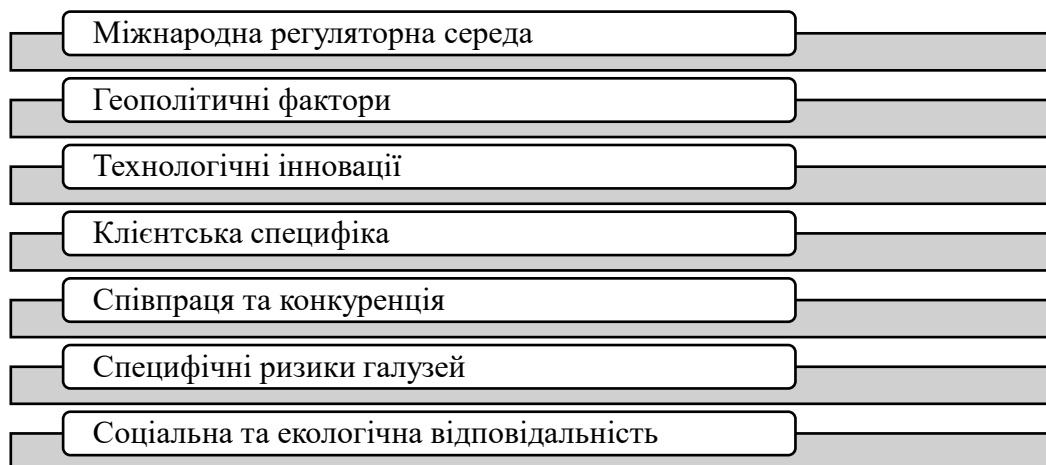 Міжнародна регуляторна середа
Геополітичні фактори
Технологічні інновації
Клієнтська специфіка
Співпраця та конкуренція
Специфічні ризики галузей
Соціальна та екологічна відповідальність